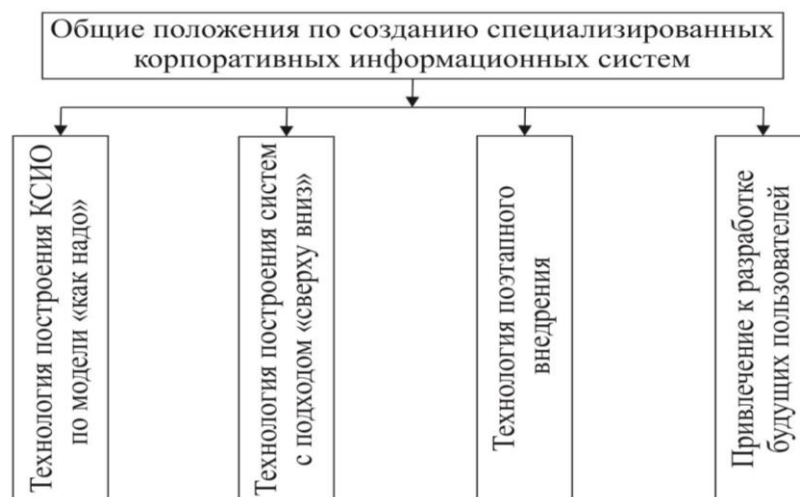 Общие положения по созданию специализированных
корпоративных информационных систем
Технология построения КСИО
по модели «как надо»
Технология построения систем
с подходом «сверху вниз»
Технология поэтапного
внедрения
Привлечение к разработке
будущих пользователей